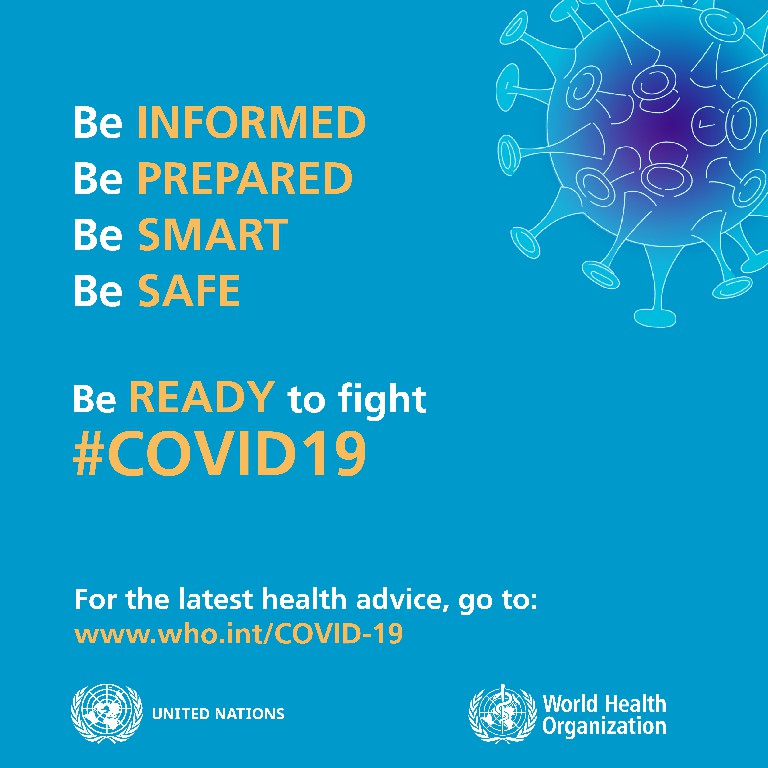 Be INFORMED
Be PREPARED
Be SMART
Be SAFE
Be READY to fight
#COVID19
For the latest health advice, go to:
www.who.int/COVID-19
UNITED NATIONS
World Health
Organization